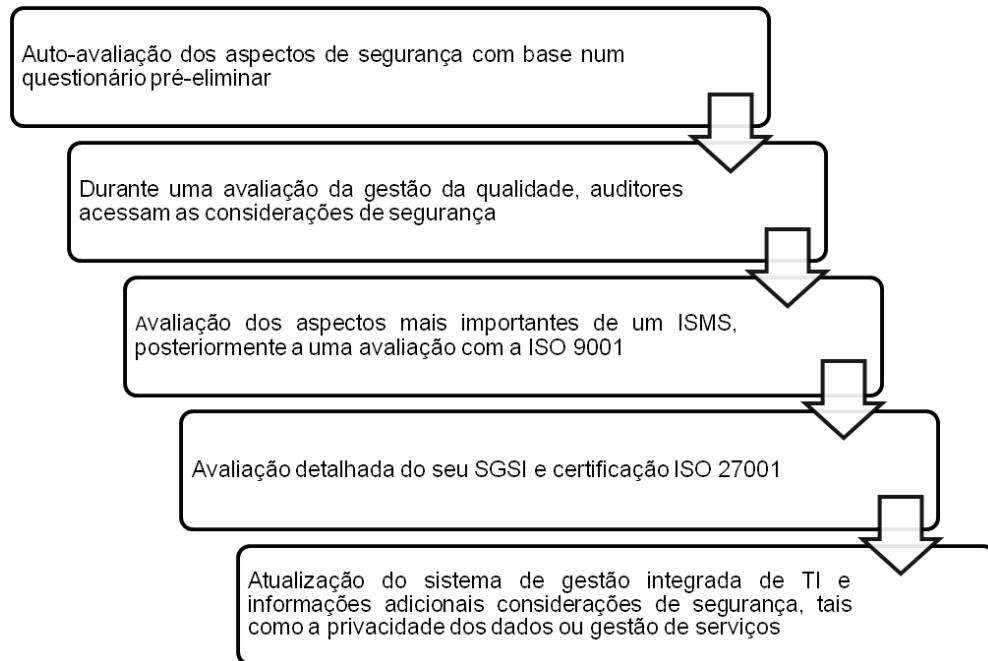 Auto-avaliação dos aspectos de segurança com base num
questionário pré-eliminar
Durante uma avaliação da gestão da qualidade, auditores
acessam as considerações de segurança
Avaliação dos aspectos mais importantes de um ISMS,
posteriormente a uma avaliação com a ISO 9001
Avaliação detalhada do seu SGSI e certificação ISO 27001
Atualização do sistema de gestão integrada de TI e
informações adicionais considerações de segurança, tais
como a privacidade dos dados ou gestão de serviços